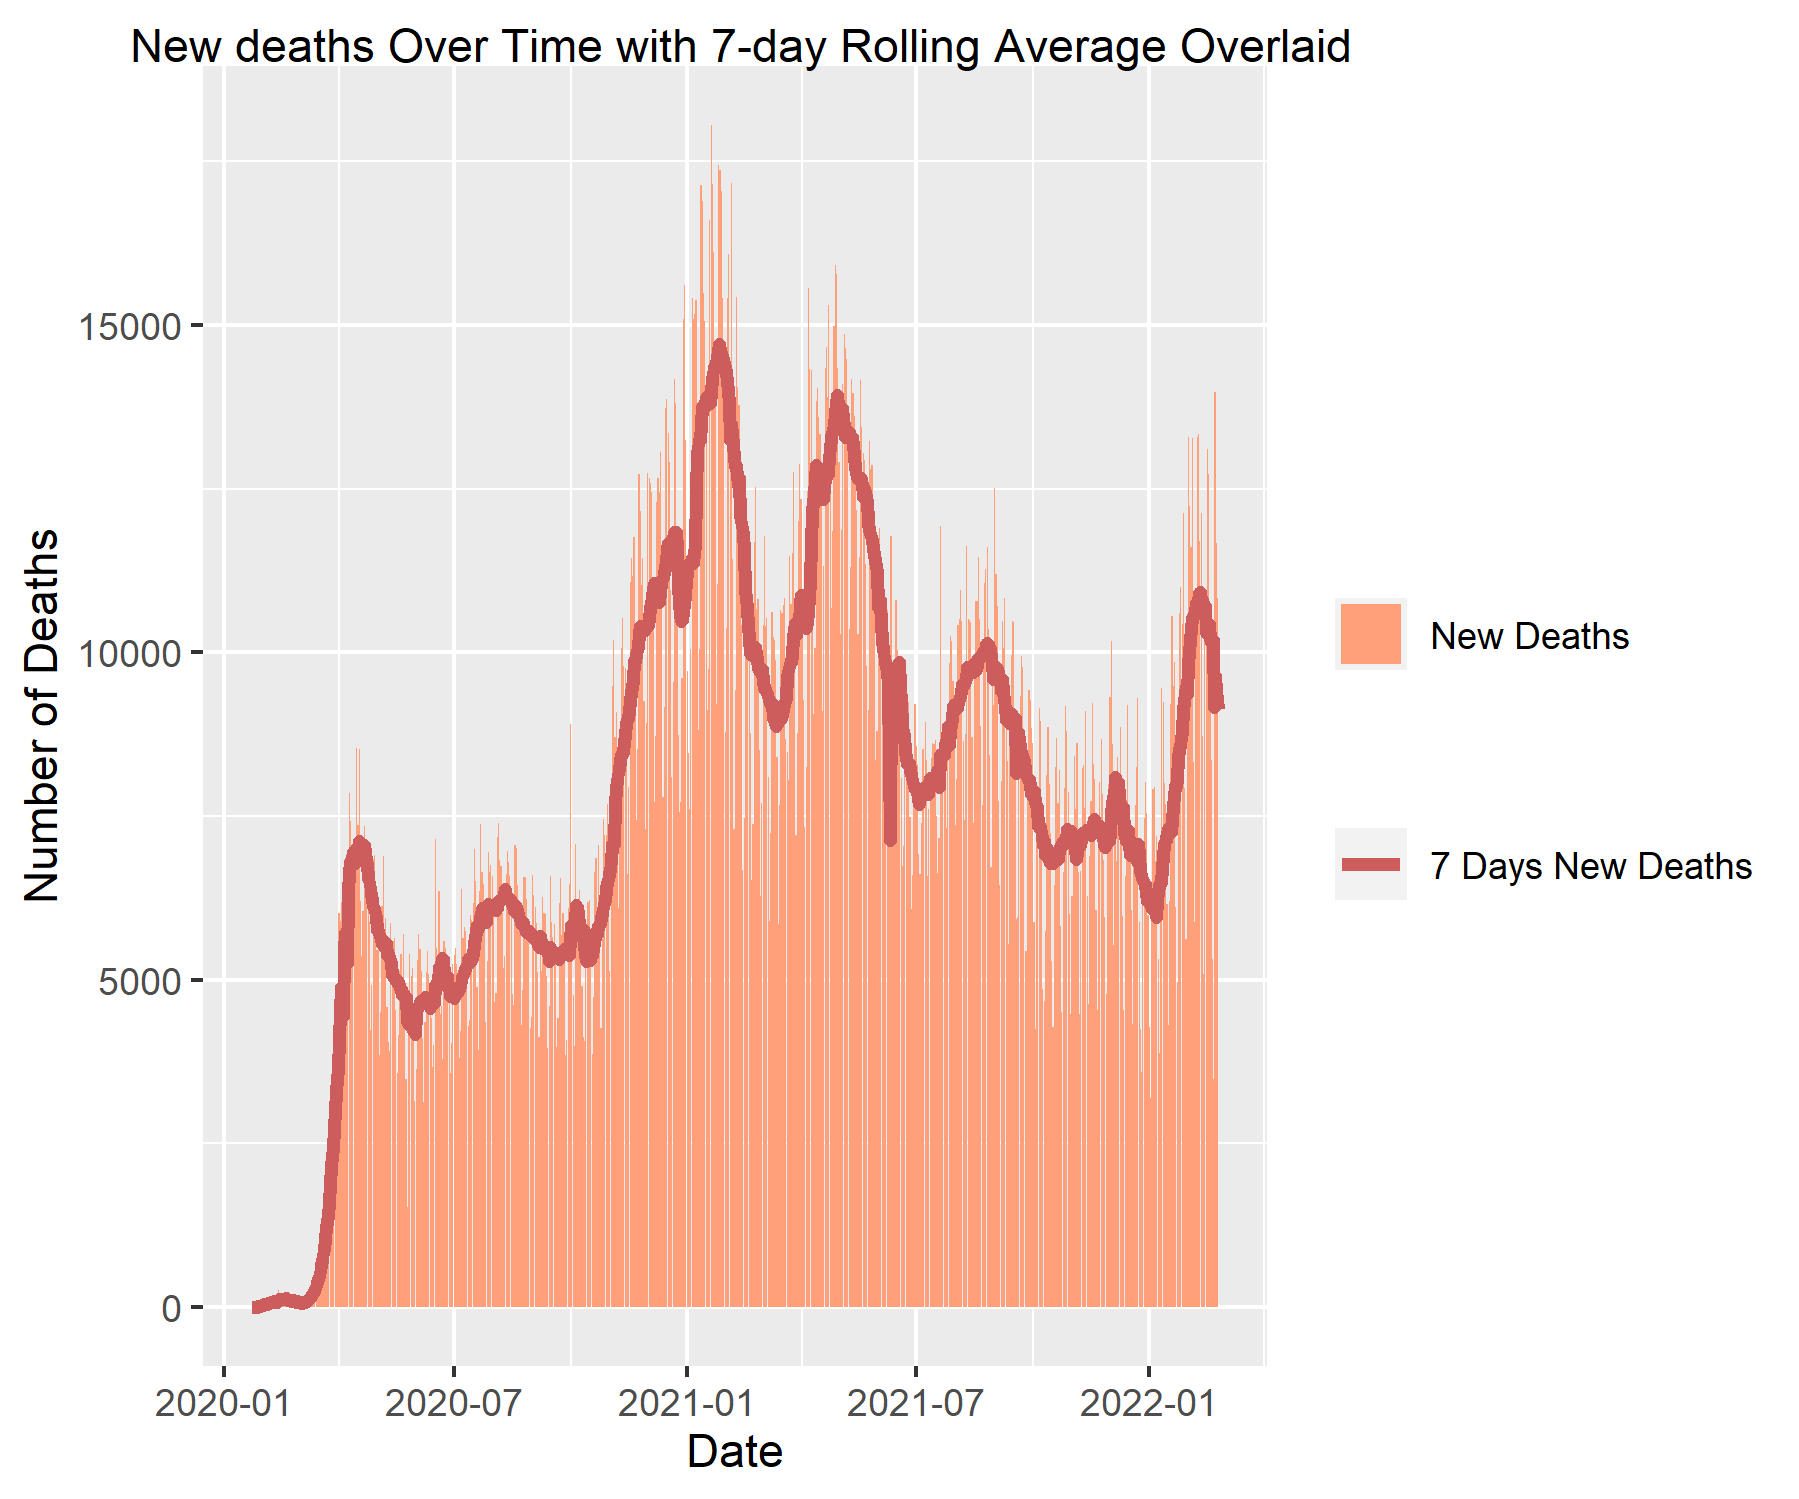 New deaths Over Time with 7-day Rolling Average Overlaid
Number of Deaths
15000
10000
5000
0
2020-01
2020-07
2021-01
2021-07
2022-01
Date
New Deaths
7 Days New Deaths